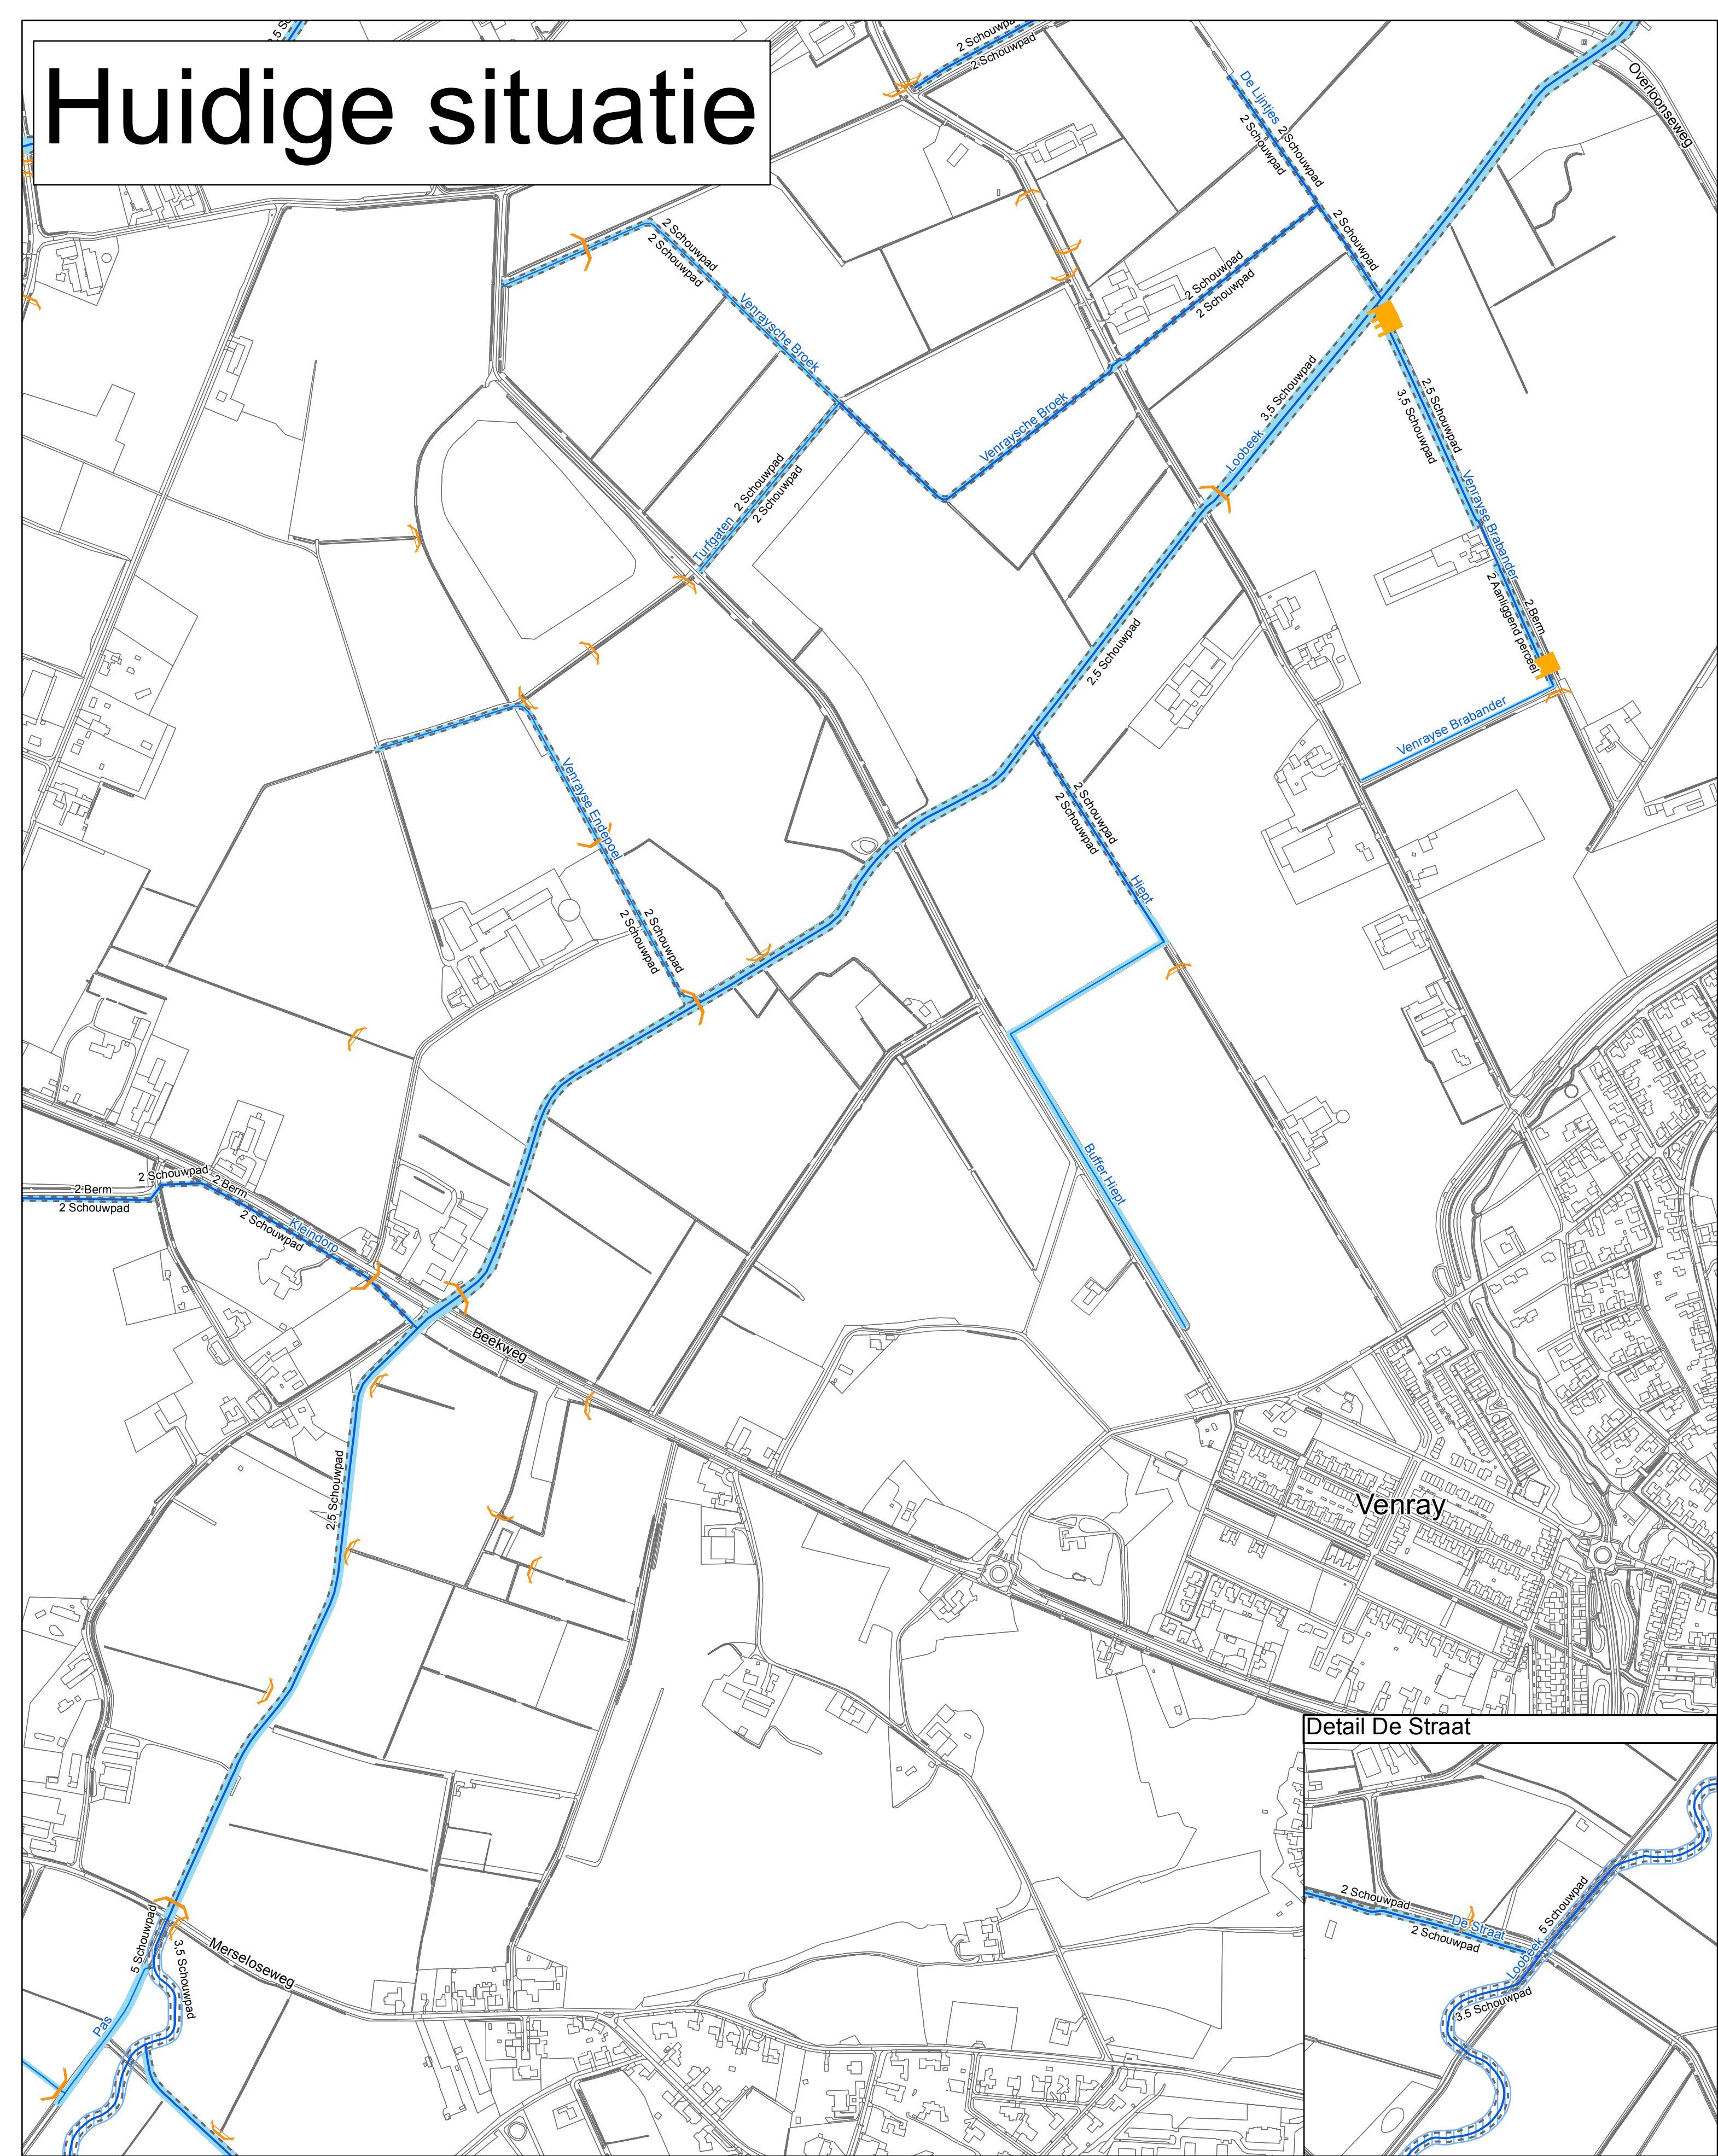 2,5 Sc
2 Schouwpa
2 Schouwpad
Overloonseweg
Huidige situatie
De Lijntjes
2 Schouwpad
2 Schouwpad
2 Schouwpad
2 Schouwpad
2 Schouwpad
2 Schouwpad
2 Schouwpad
Venraysche Broek
3,5 Schouwpad
2,5 Schouwpad
3,5 Schouwpad
Venraysche Broek
Loobeek
2 Schouwpad
2 Schouwpad
Turfgaten
Venrayse Brabander
2 Berm
2 Aanliggend perceel
2,5 Schouwpad
Venrayse Brabander
Venrayse Endepoel
2 Schouwpad
2 Schouwpad
Hiept
2 Schouwpad
2 Schouwpad
Buffer Hiept
2 Schouwpad
2 Berm
2 Berm
2 Schouwpad
2 Schouwpad
Kleindorp
Beekweg
2,5 Schouwpad
Venray
Detail De Straat
2 Schouwpad
De Straat
2 Schouwpad
5 Schouwpad
Loobeek
3,5 Schouwpad
5 Schouwpad
3,5 Schouwpad
Merseloseweg
Pas